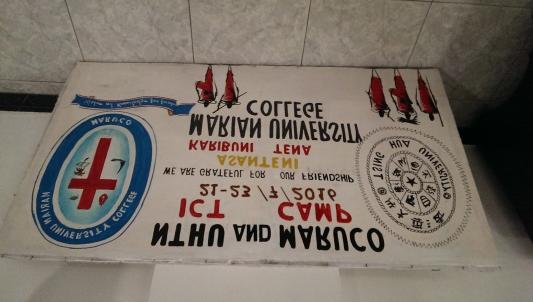 NTHU AND MARUCO
ICT CAMP
21-23/7/2016
WE ARE GRATEFUL FOR OUR FRIENDSHIP
ASANTENI
KARIBUNI TENA
MARIAN UNIVERSITY
COLLEGE
MARIAN
UNIVERSITY COLLEGE
MARUCO
TSING HUA UNIVERSITY